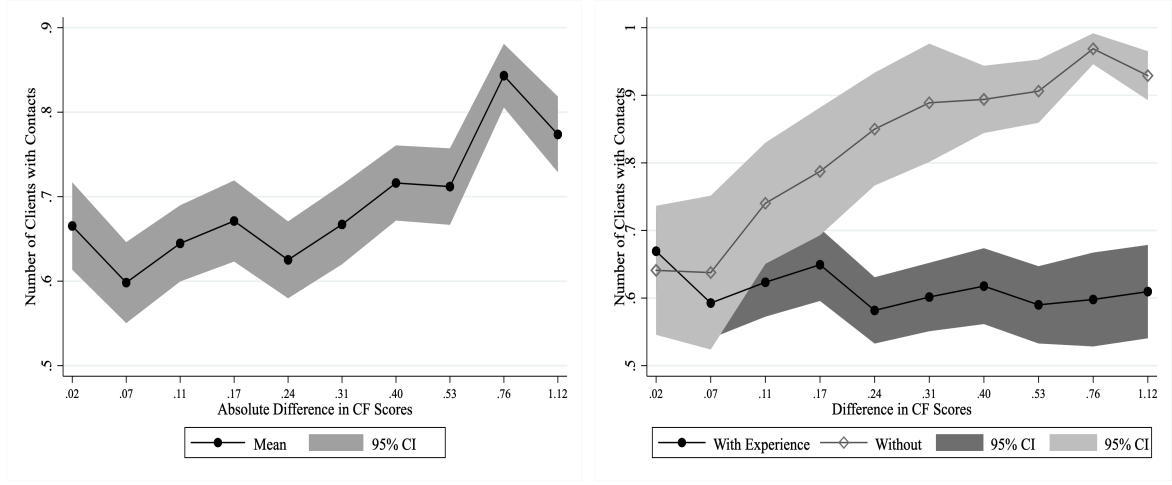 .9
.8
.7
.6
.5
Number of Clients with Contacts
.02 .07 .11 .17 .24 .31 .40 .53 .76 1.12
Absolute Difference in CF Scores
Mean 95% CI
1
.9
.8
.7
.6
.5
Number of Clients with Contacts
.02 .07 .11 .17 .24 .31 .40 .53 .76 1.12
Difference in CF Scores
With Experience Without 95% CI 95% CI